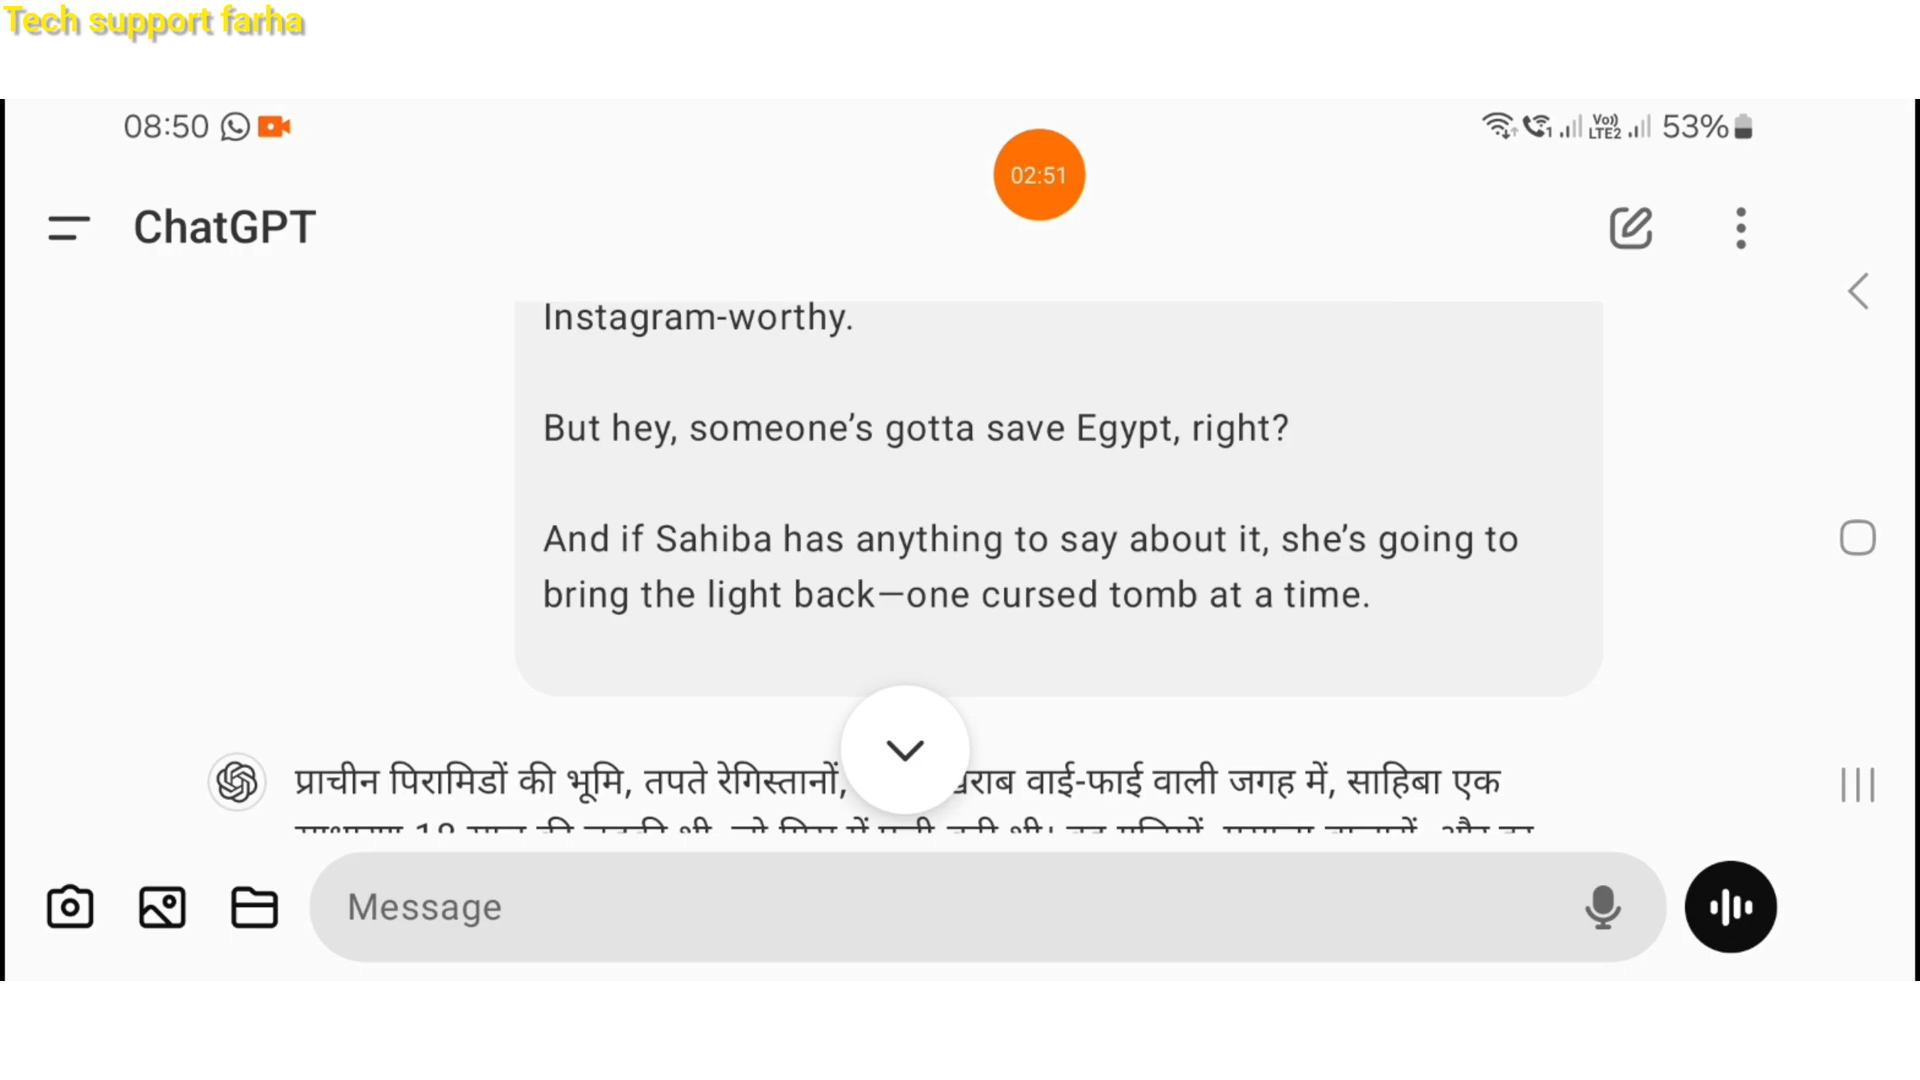 Tech support farha
08:50
02:51
Vo))
LTE2
53%
ChatGPT
Instagram-worthy.
But hey, someone's gotta save Egypt, right?
And if Sahiba has anything to say about it, she's going to
bring the light back—one cursed tomb at a time.
प्राचीन पिरामिडों की भूमि, तपते रेगिस्तानों, वाई-फाई वाली जगह में, साहिबा एक
Message